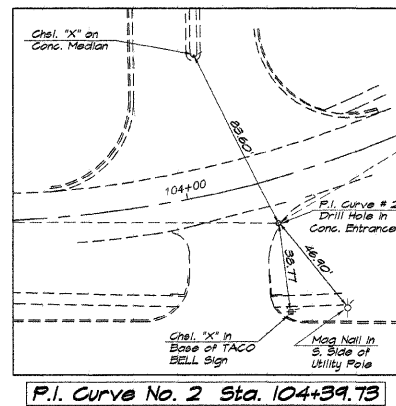 Chsl. "X" on
Conc. Median
83.60'
104+00
P.I. Curve # 2
Drill Hole in
Conc. Entrance
46.90'
38.77
Chsl. "X" in
Base of TACO
BELL Sign
Mag Nail in
S. Side of
Utility Pole
P.I. Curve No. 2 Sta. 104+39.73